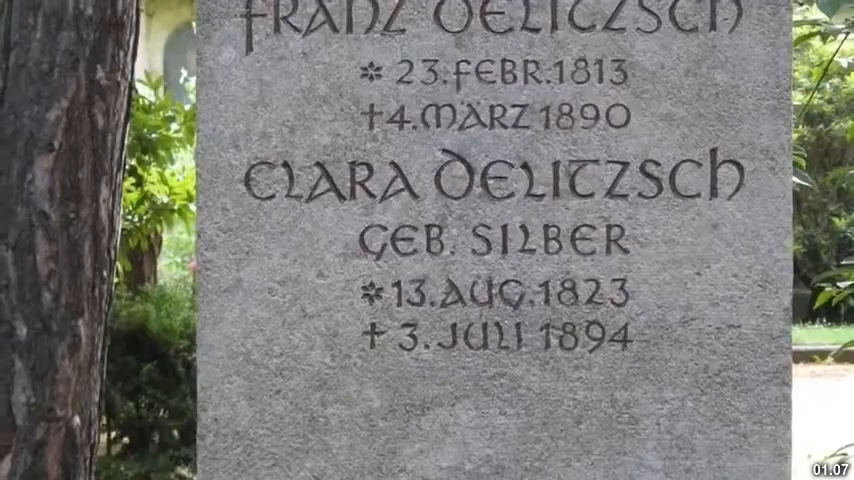 FRANZ DELITZSCH
* 23.FEBR.1813
† 4.MÄRZ 1890
CLARA DELITZSCH
GEB. SILBER
* 13.AUG.1823
† 3.JULI 1894
01.07